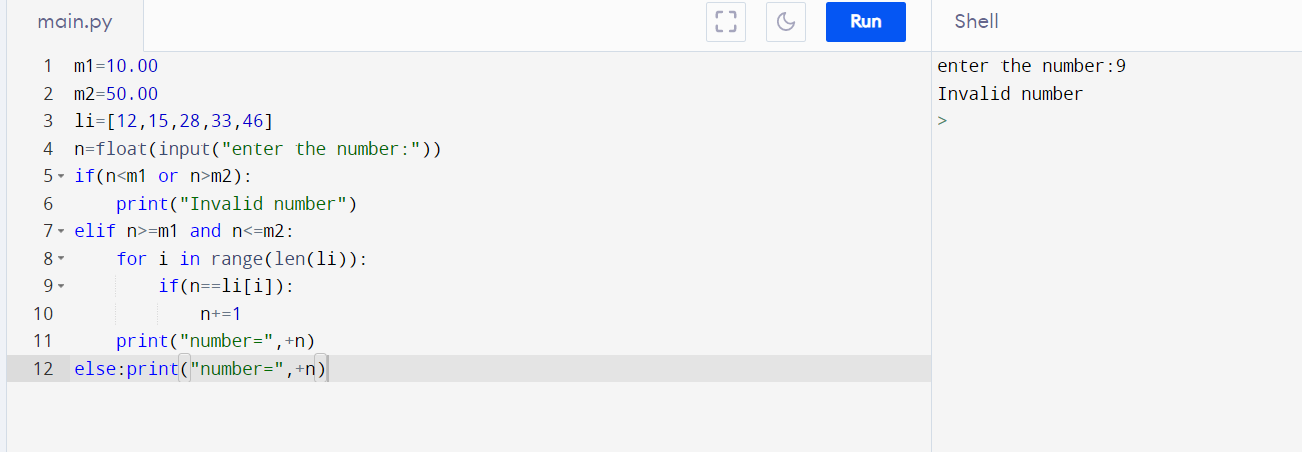 main.py
Run
Shell
1 m1=10.00
2 m2=50.00
3 li=[12,15,28,33,46]
4 n=float(input("enter the number:"))
5 if(n<m1 or n>m2):
6     print("Invalid number")
7 elif n>=m1 and n<=m2:
8     for i in range(len(li)):
9         if(n==li[i]):
10             n+=1
11     print("number=",+n)
12 else:print("number=",+n)
enter the number:9
Invalid number
>